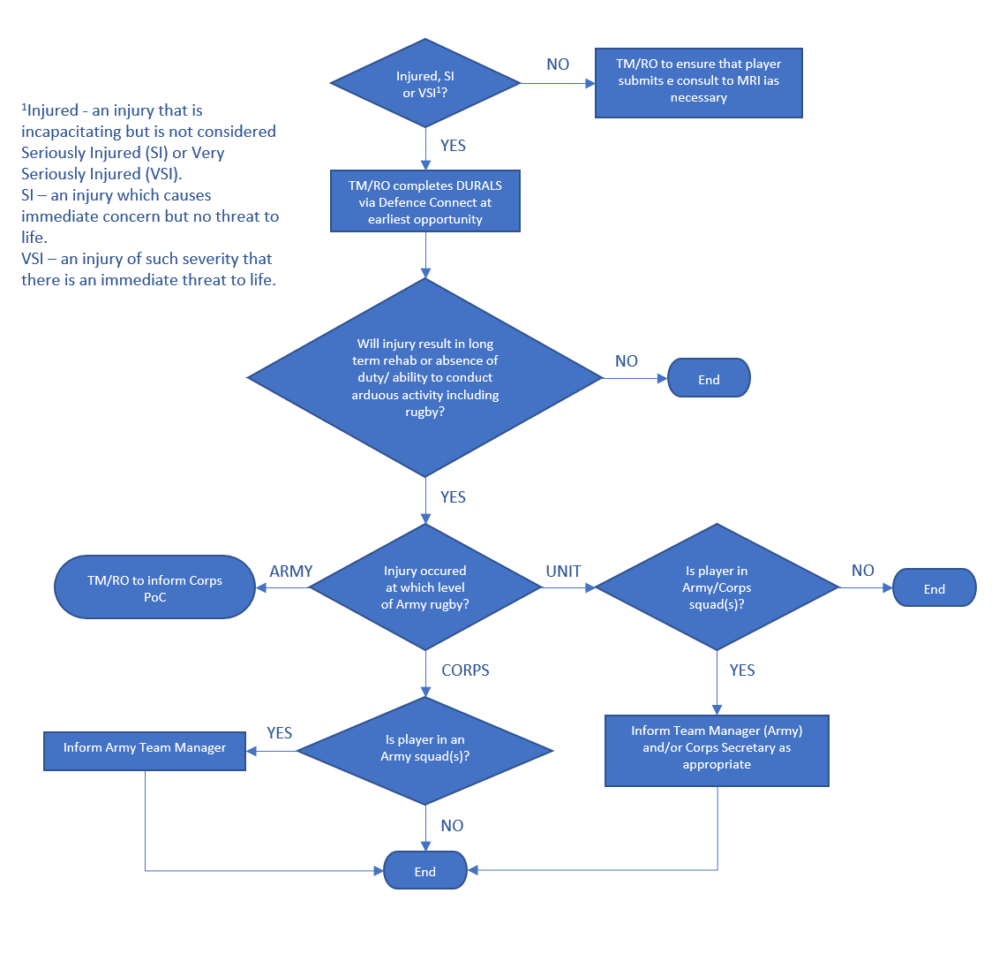 Injured, SI
or VSI¹?
NO
TM/RO to ensure that player
submits e consult to MRI ias
necessary
¹Injured - an injury that is
incapacitating but is not considered
Seriously Injured (SI) or Very
Seriously Injured (VSI).
SI – an injury which causes
immediate concern but no threat to
life.
VSI – an injury of such severity that
there is an immediate threat to life.
YES
TM/RO completes DURALS
via Defence Connect at
earliest opportunity
Will injury result in long
term rehab or absence of
duty/ ability to conduct
arduous activity including
rugby?
NO
End
YES
TM/RO to inform Corps
PoC
ARMY
Injury occured
at which level
of Army rugby?
UNIT
Is player in
Army/Corps
squad(s)?
NO
End
CORPS
YES
Inform Army Team Manager
YES
Is player in an
Army squad(s)?
Inform Team Manager (Army)
and/or Corps Secretary as
appropriate
NO
End